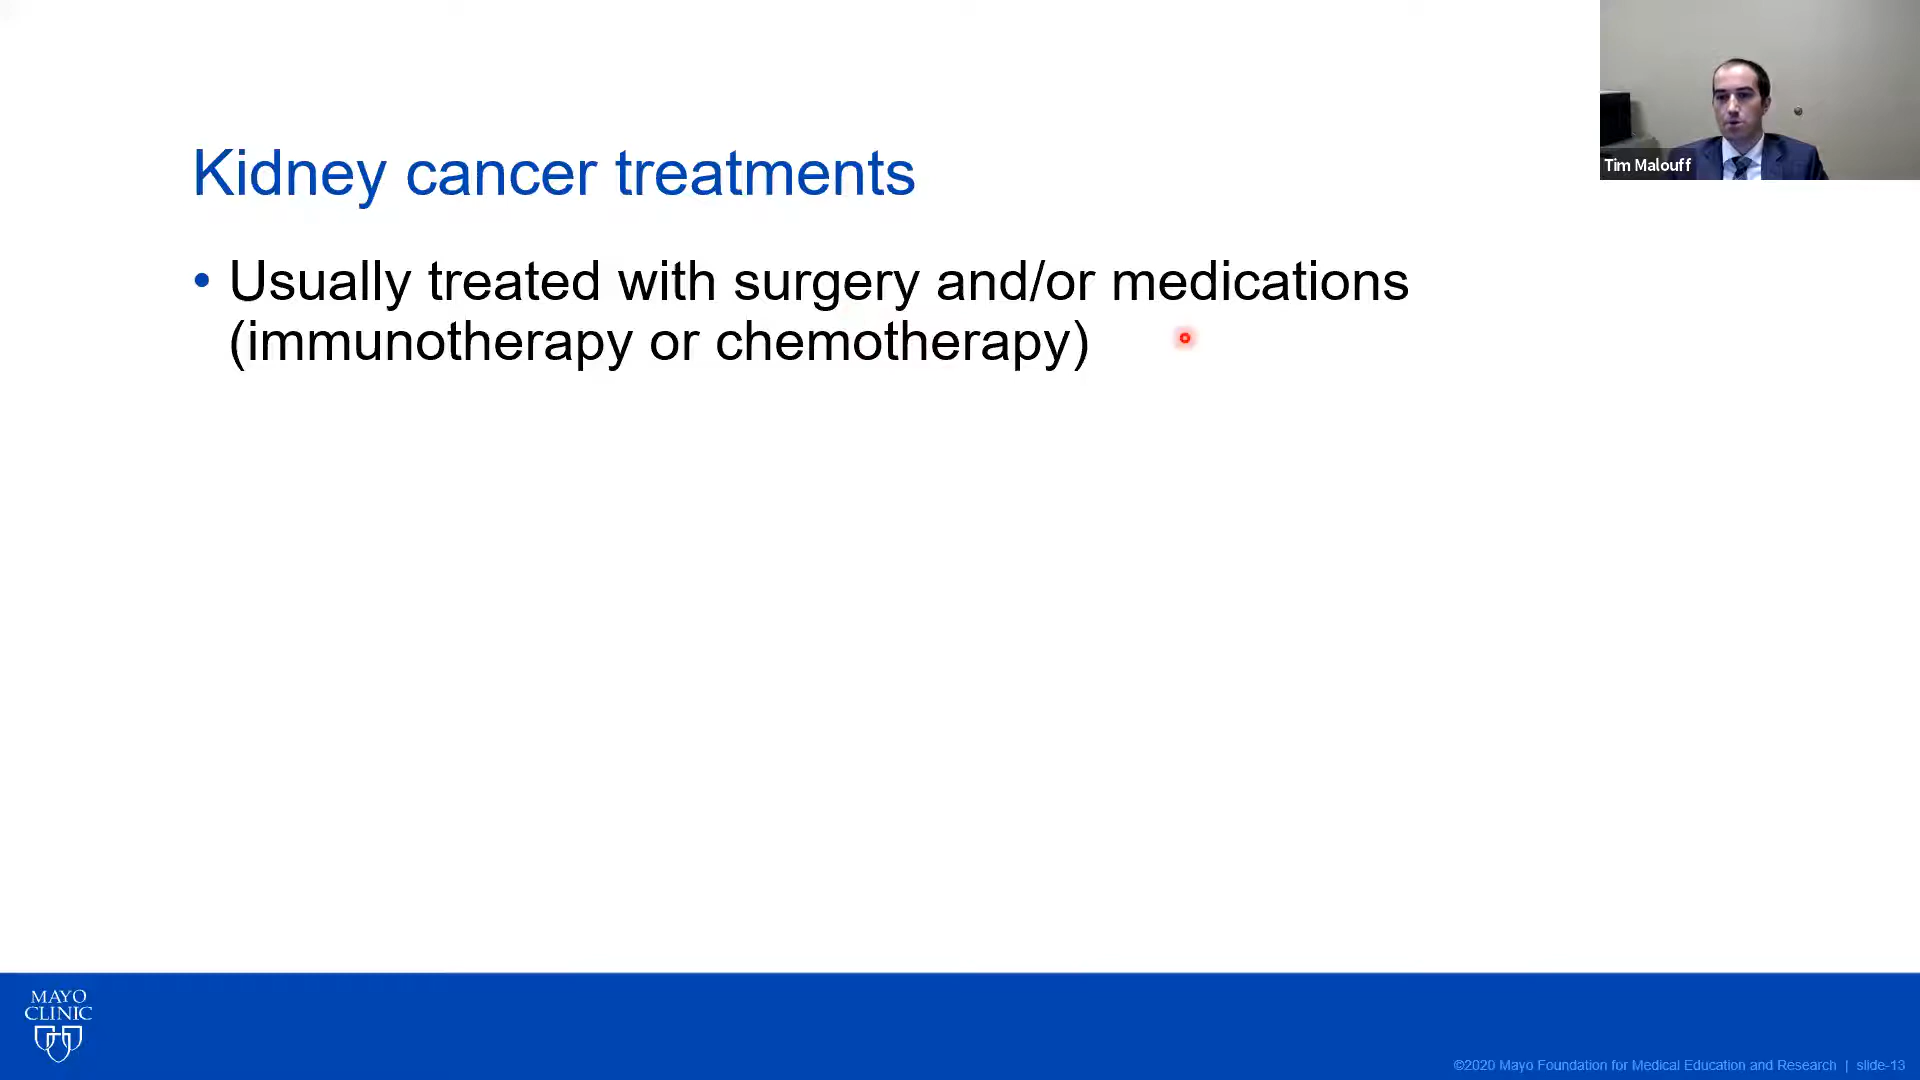 Tim Malouff
Kidney cancer treatments
• Usually treated with surgery and/or medications
(immunotherapy or chemotherapy)
MAYO
CLINIC
©2020 Mayo Foundation for Medical Education and Research | slide-13